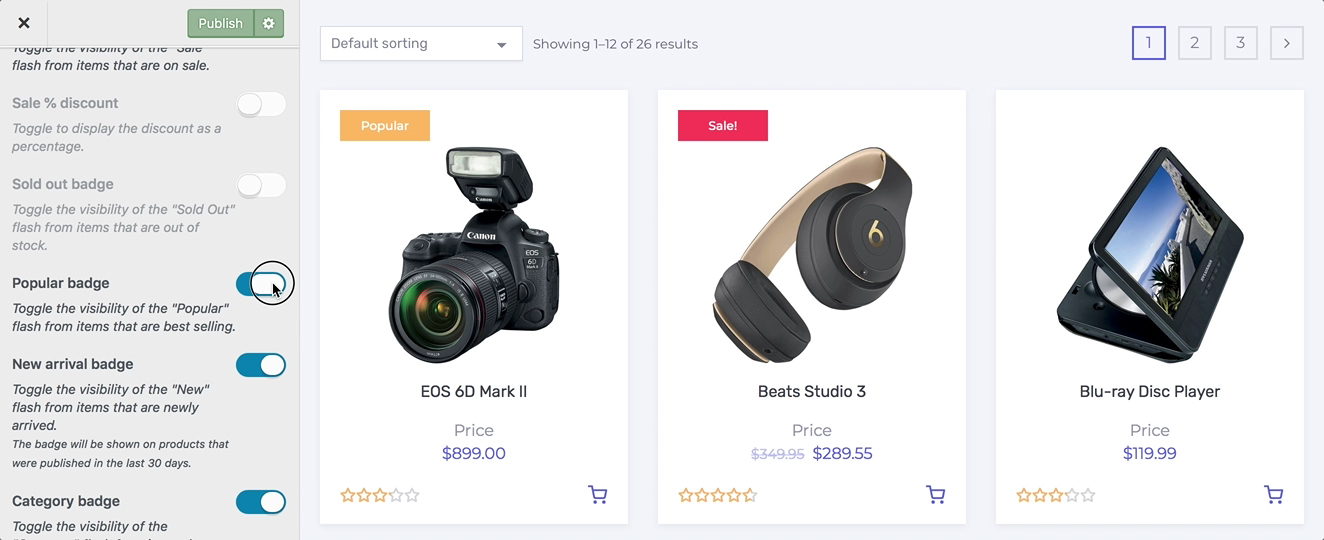 Publish
Toggle the visibility of the "Sale"
flash from items that are on sale.
Sale % discount
Toggle to display the discount as a
percentage.
Sold out badge
Toggle the visibility of the "Sold Out"
flash from items that are out of
stock.
Popular badge
Toggle the visibility of the "Popular"
flash from items that are best selling.
New arrival badge
Toggle the visibility of the "New"
flash from items that are newly
arrived.
The badge will be shown on products that
were published in the last 30 days.
Category badge
Toggle the visibility of the
Default sorting
Showing 1–12 of 26 results
1 2 3
Popular
Canon
Canon
EOS
6D
Mark II
EOS 6D Mark II
Price
$899.00
Sale!
Beats Studio 3
Price
$349.95 $289.55
Blu-ray Disc Player
Price
$119.99